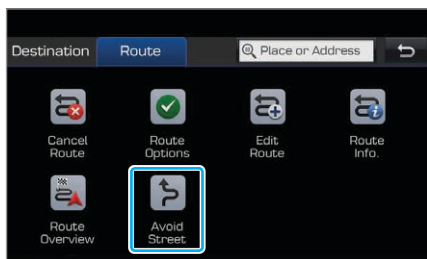 Destination Route Place or Address
Cancel Route Edit Route
Route Options Route Info.
Route Avoid
Overview Street